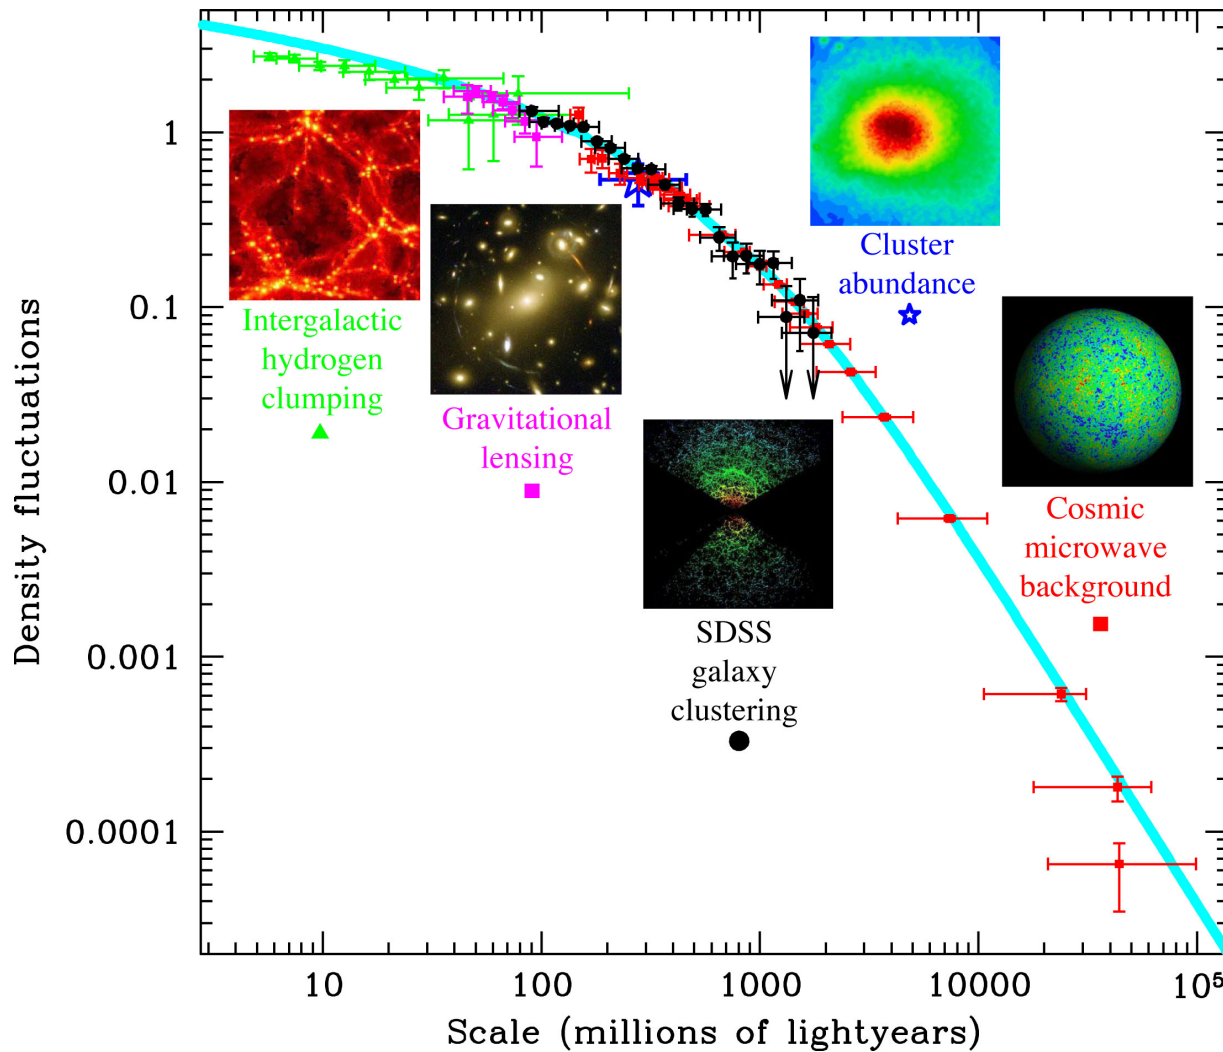 Density fluctuations
1
0.1
0.01
0.001
0.0001
Intergalactic
hydrogen
clumping
Gravitational
lensing
SDSS
galaxy
clustering
Cluster
abundance
Cosmic
microwave
background
10
100
1000
10000
10⁵
Scale (millions of lightyears)